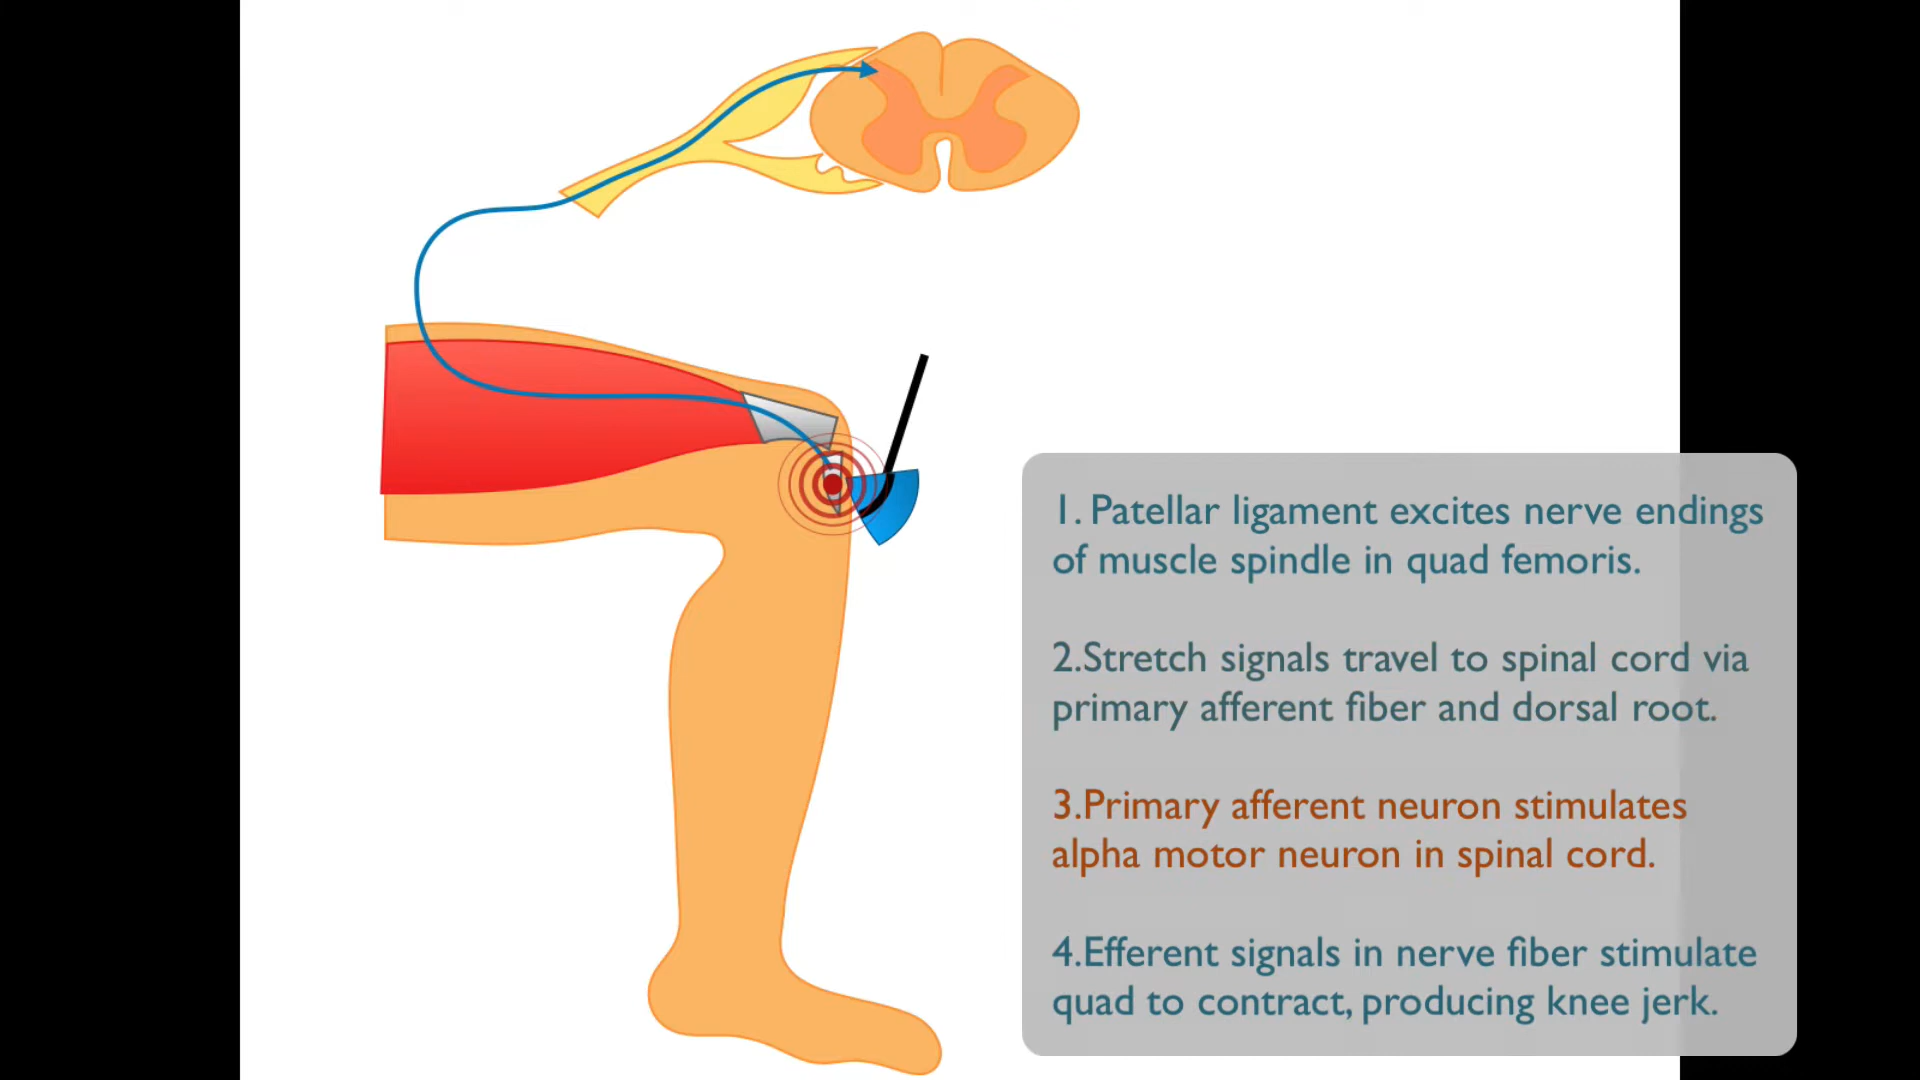 1. Patellar ligament excites nerve endings
of muscle spindle in quad femoris.
2.Stretch signals travel to spinal cord via
primary afferent fiber and dorsal root.
3.Primary afferent neuron stimulates
alpha motor neuron in spinal cord.
4.Efferent signals in nerve fiber stimulate
quad to contract, producing knee jerk.